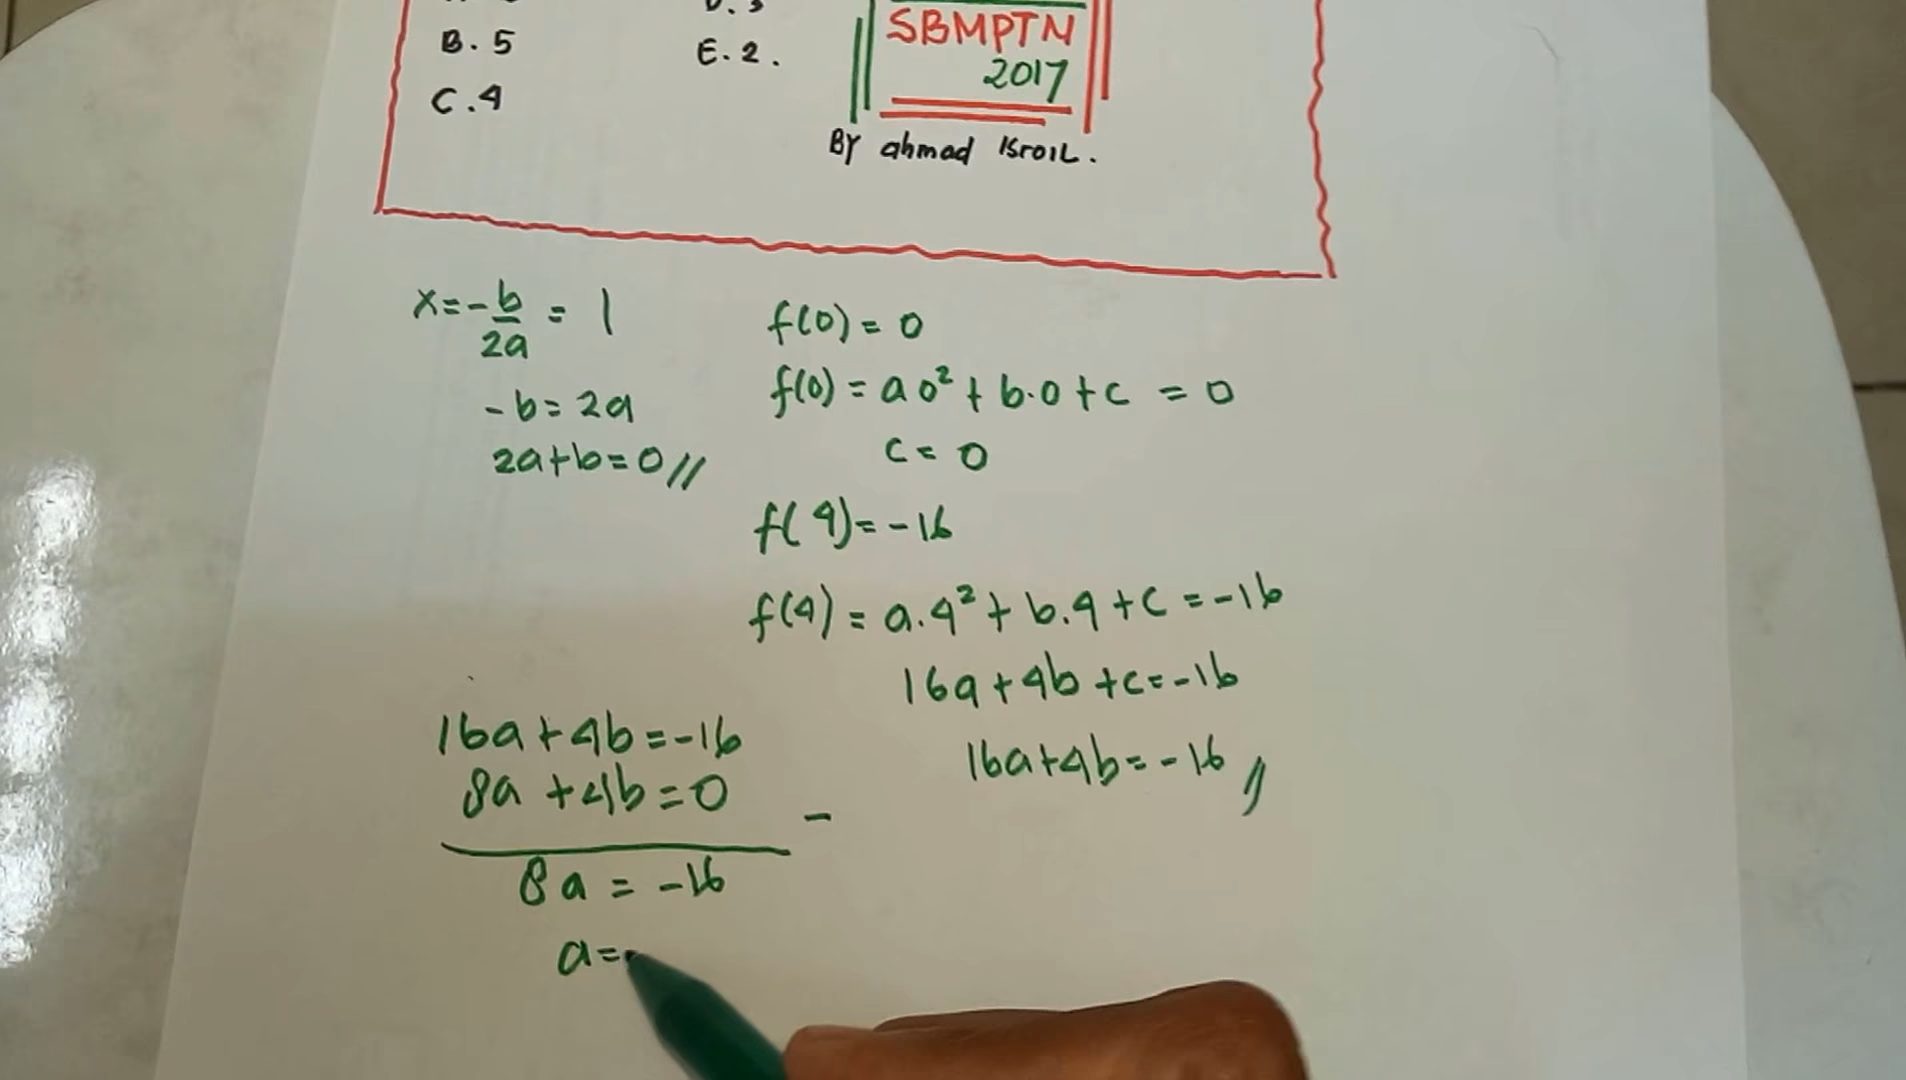 B. 5
E. 2.
C. 4
SBMPTN
2017
By ahmad Isroil.
x = -b/2a = 1
-b = 2a
2a+b=0//
f(0) = 0
f(0) = a0² + b.0 + c = 0
c = 0
f(4) = -16
f(4) = a.4² + b.4 + c = -16
16a + 4b + c = -16
16a+4b = -16 //
16a + 4b = -16
8a + 4b = 0
-
8a = -16
a=